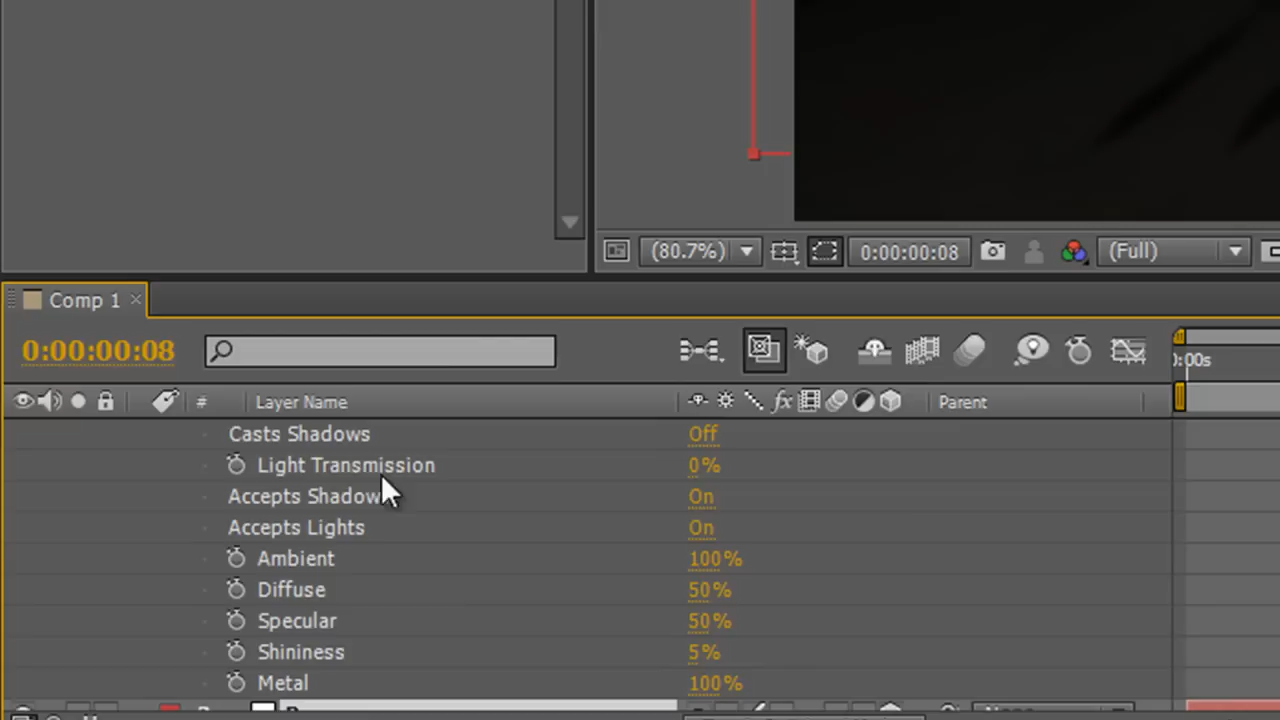 (80.7%) 0:00:00:08 (Full)
Comp 1
0:00:00:08
:00s
# Layer Name fx Parent
Casts Shadows Off
Light Transmission 0%
Accepts Shadow On
Accepts Lights On
Ambient 100%
Diffuse 50%
Specular 50%
Shininess 5%
Metal 100%